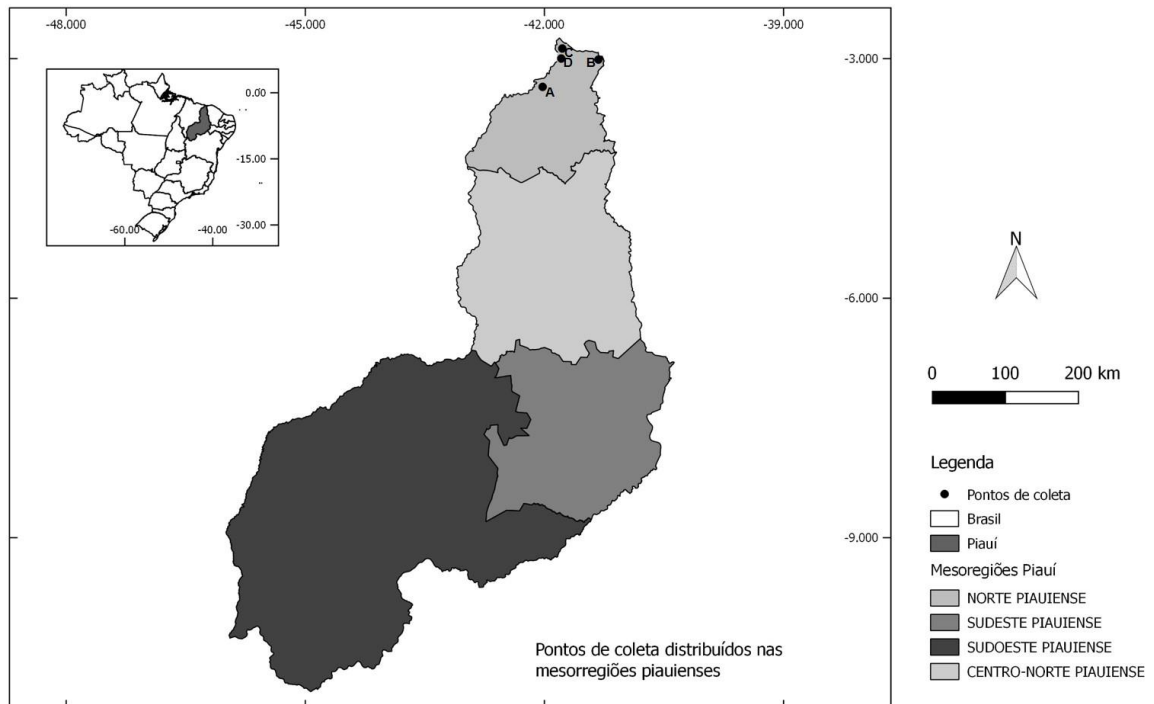 -48.000
-45.000
-42.000
-39.000
-3.000
-6.000
-9.000
0.00
-15.00
-30.00
-60.00
-40.00
C
D
B
A
N
0
100
200 km
Legenda
Pontos de coleta
Brasil
Piauí
Mesoregiões Piauí
NORTE PIAUIENSE
SUDESTE PIAUIENSE
SUDOESTE PIAUIENSE
CENTRO-NORTE PIAUIENSE
Pontos de coleta distribuídos nas
mesorregiões piauienses